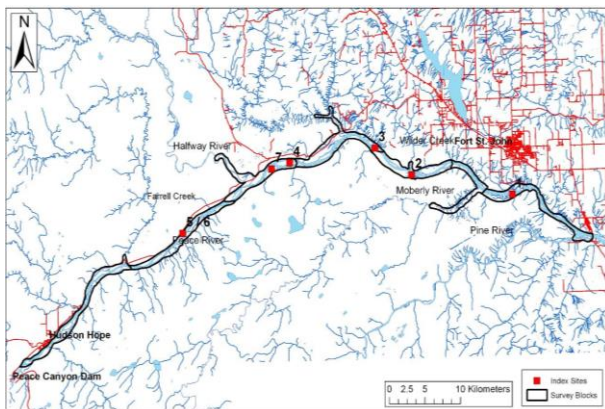 N
Halfway River
7
4
3
Wilder Creek
Fort St. John
2
1
Moberly River
Farrell Creek
5 / 6
Peace River
Pine River
Hudson Hope
Peace Canyon Dam
0 2.5 5 10 Kilometers
Index Sites
Survey Blocks